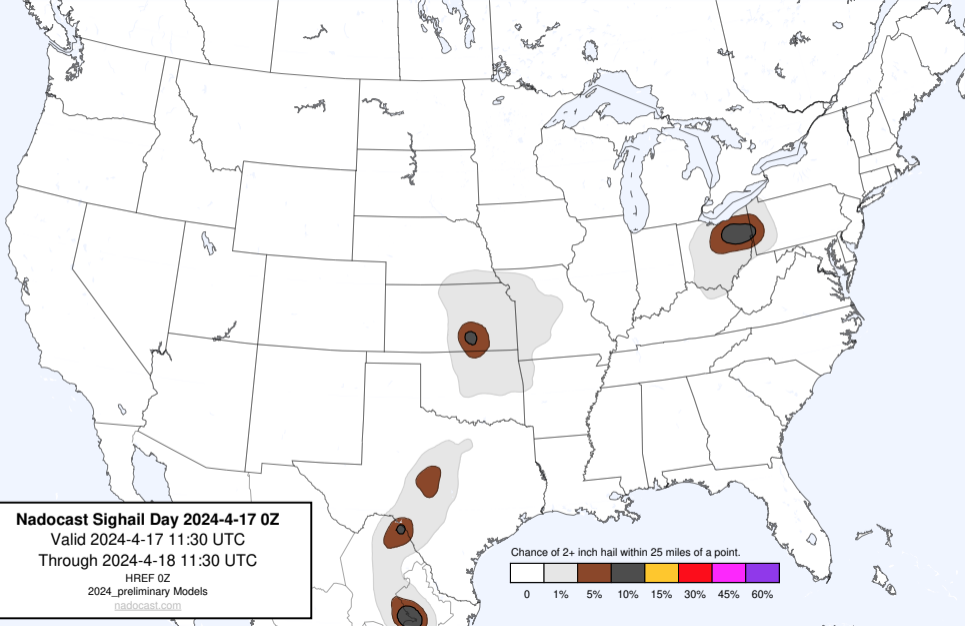 Nadocast Sighail Day 2024-4-17 0Z
Valid 2024-4-17 11:30 UTC
Through 2024-4-18 11:30 UTC
HREF 0Z
2024_preliminary Models
nadocast.com
Chance of 2+ inch hail within 25 miles of a point.
0 1% 5% 10% 15% 30% 45% 60%